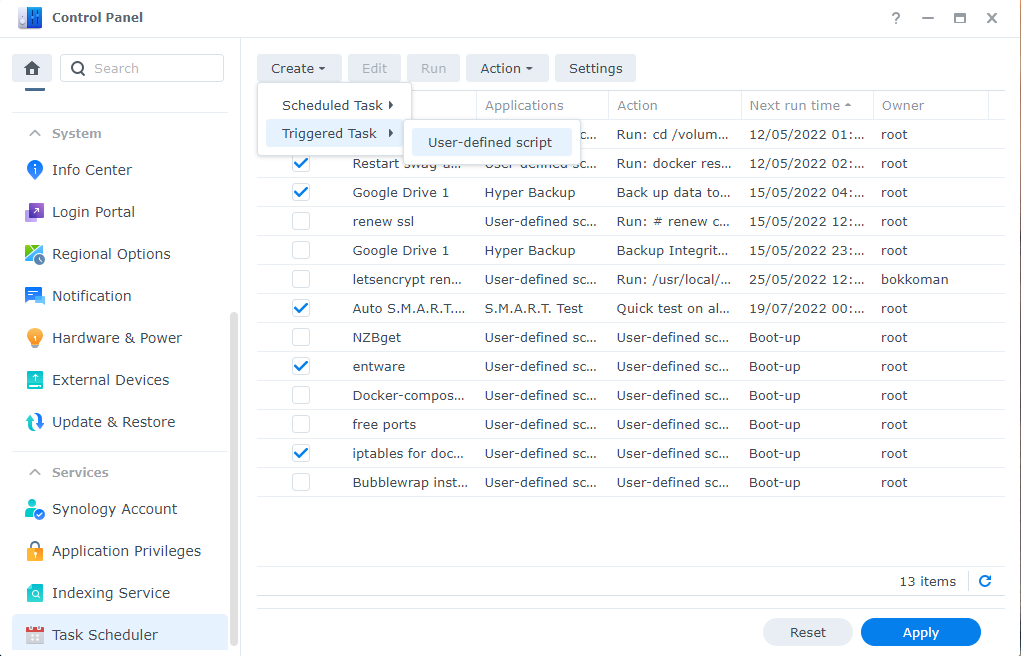 Control Panel
?
Search
System
Info Center
Login Portal
Regional Options
Notification
Hardware & Power
External Devices
Update & Restore
Services
Synology Account
Application Privileges
Indexing Service
Task Scheduler
Create Edit Run Action Settings
Scheduled Task
Triggered Task
User-defined script
Applications Action Next run time Owner
c... Run: cd /volum... 12/05/2022 01:... root
Restart swag a... User-defined sc... Run: docker res... 12/05/2022 02:... root
Google Drive 1 Hyper Backup Back up data to... 15/05/2022 04:... root
renew ssl User-defined sc... Run: # renew c... 15/05/2022 12:... root
Google Drive 1 Hyper Backup Backup Integrit... 15/05/2022 23:... root
letsencrypt ren... User-defined sc... Run: /usr/local/... 25/05/2022 12:... bokkoman
Auto S.M.A.R.T.... S.M.A.R.T. Test Quick test on al... 19/07/2022 00:... root
NZBget User-defined sc... User-defined sc... Boot-up root
entware User-defined sc... User-defined sc... Boot-up root
Docker-compos... User-defined sc... User-defined sc... Boot-up root
free ports User-defined sc... User-defined sc... Boot-up root
iptables for doc... User-defined sc... User-defined sc... Boot-up root
Bubblewrap inst... User-defined sc... User-defined sc... Boot-up root
13 items
Reset Apply